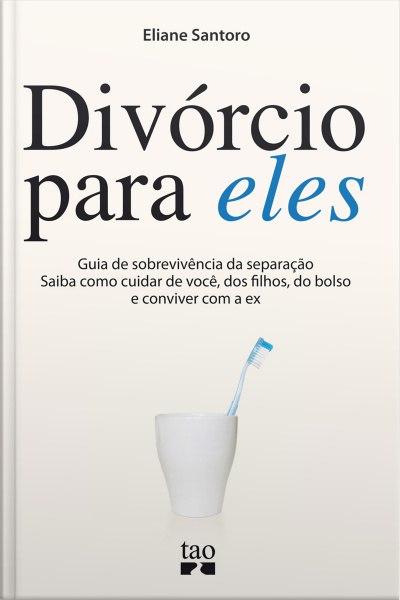 Eliane Santoro
Divórcio
para eles
Guia de sobrevivência da separação
Saiba como cuidar de você, dos filhos, do bolso
e conviver com a ex
tao